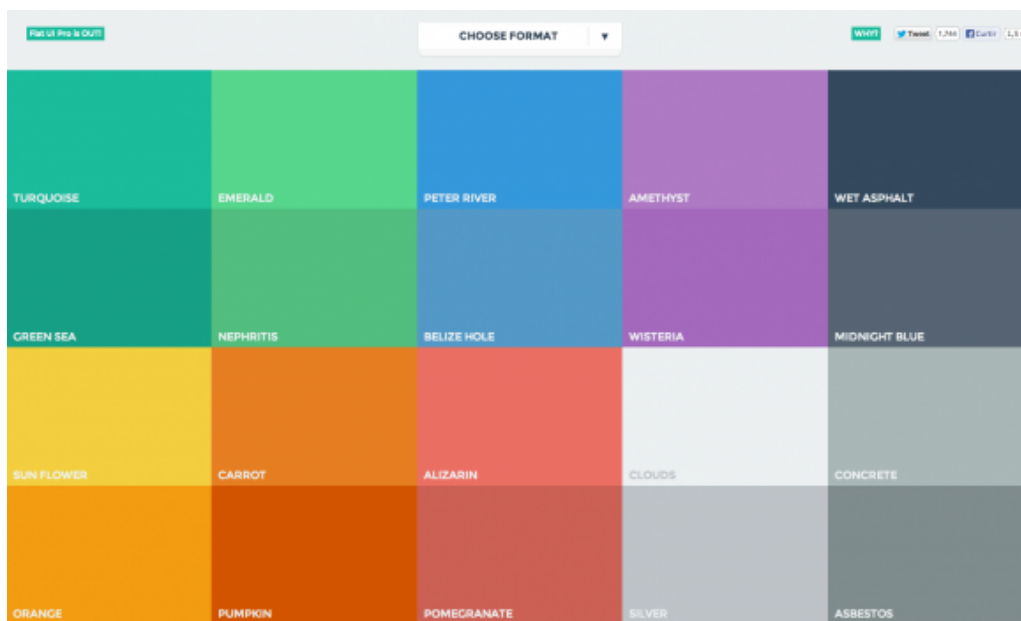 Flat UI Pro is OUT!
CHOOSE FORMAT ▼
WHY?
Tweet
1,744
Curtir
TURQUOISE
EMERALD
PETER RIVER
AMETHYST
WET ASPHALT
GREEN SEA
NEPHRITIS
BELIZE HOLE
WISTERIA
MIDNIGHT BLUE
SUN FLOWER
CARROT
ALIZARIN
CLOUDS
CONCRETE
ORANGE
PUMPKIN
POMEGRANATE
SILVER
ASBESTOS